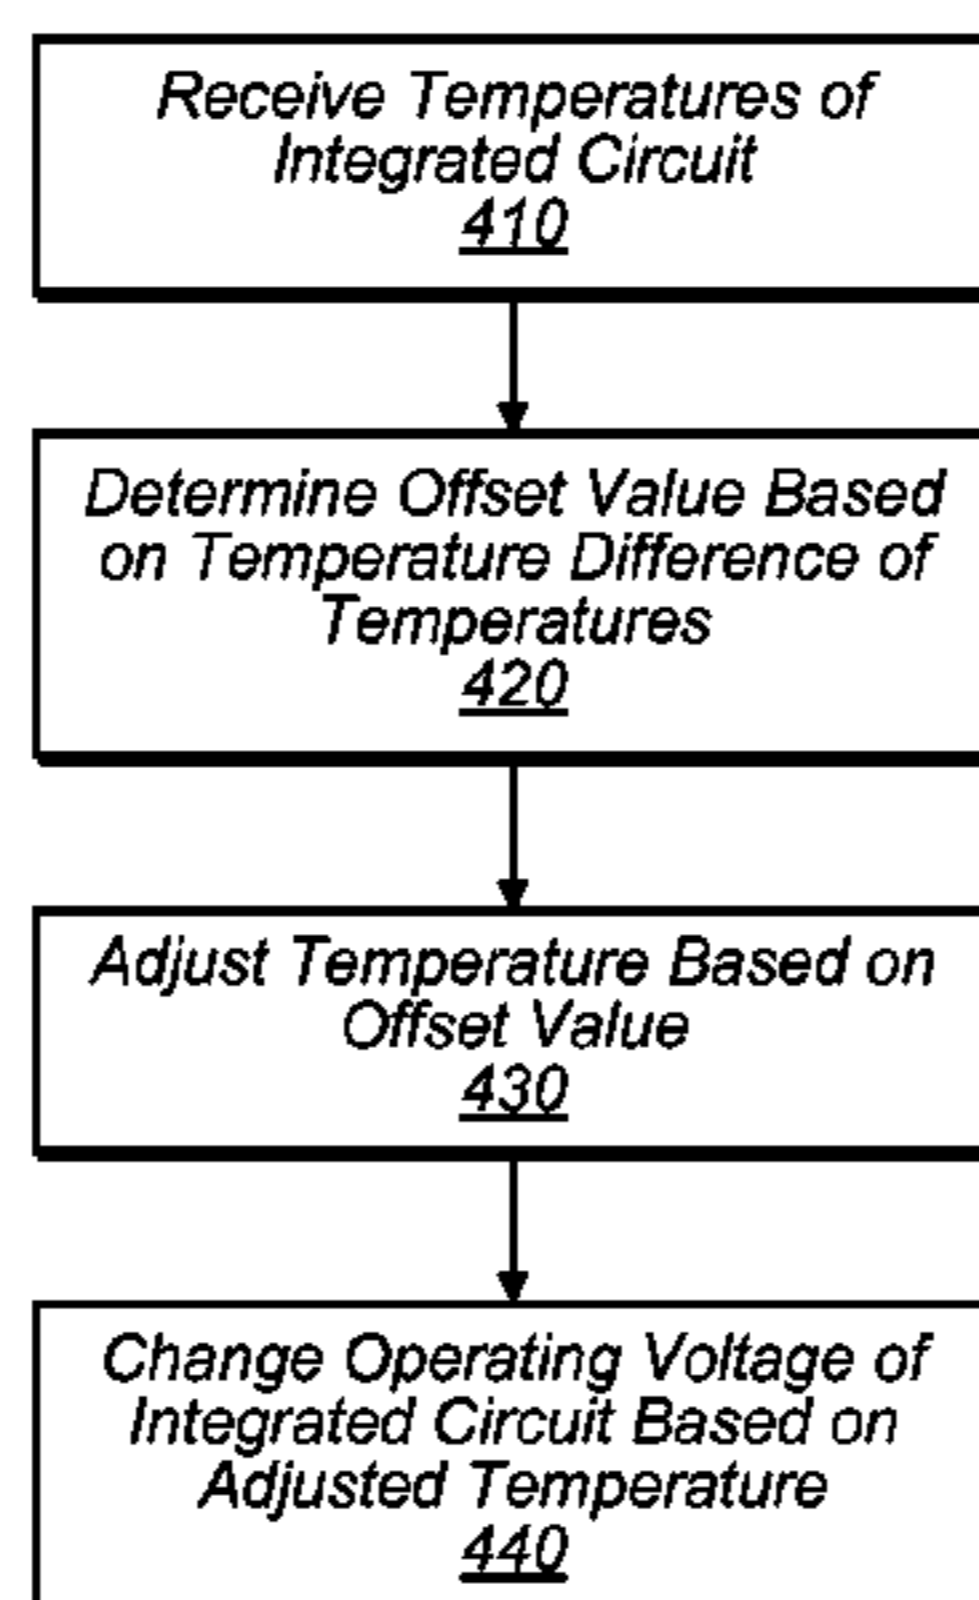 Receive Temperatures of
Integrated Circuit
410
Determine Offset Value Based
on Temperature Difference of
Temperatures
420
Adjust Temperature Based on
Offset Value
430
Change Operating Voltage of
Integrated Circuit Based on
Adjusted Temperature
440